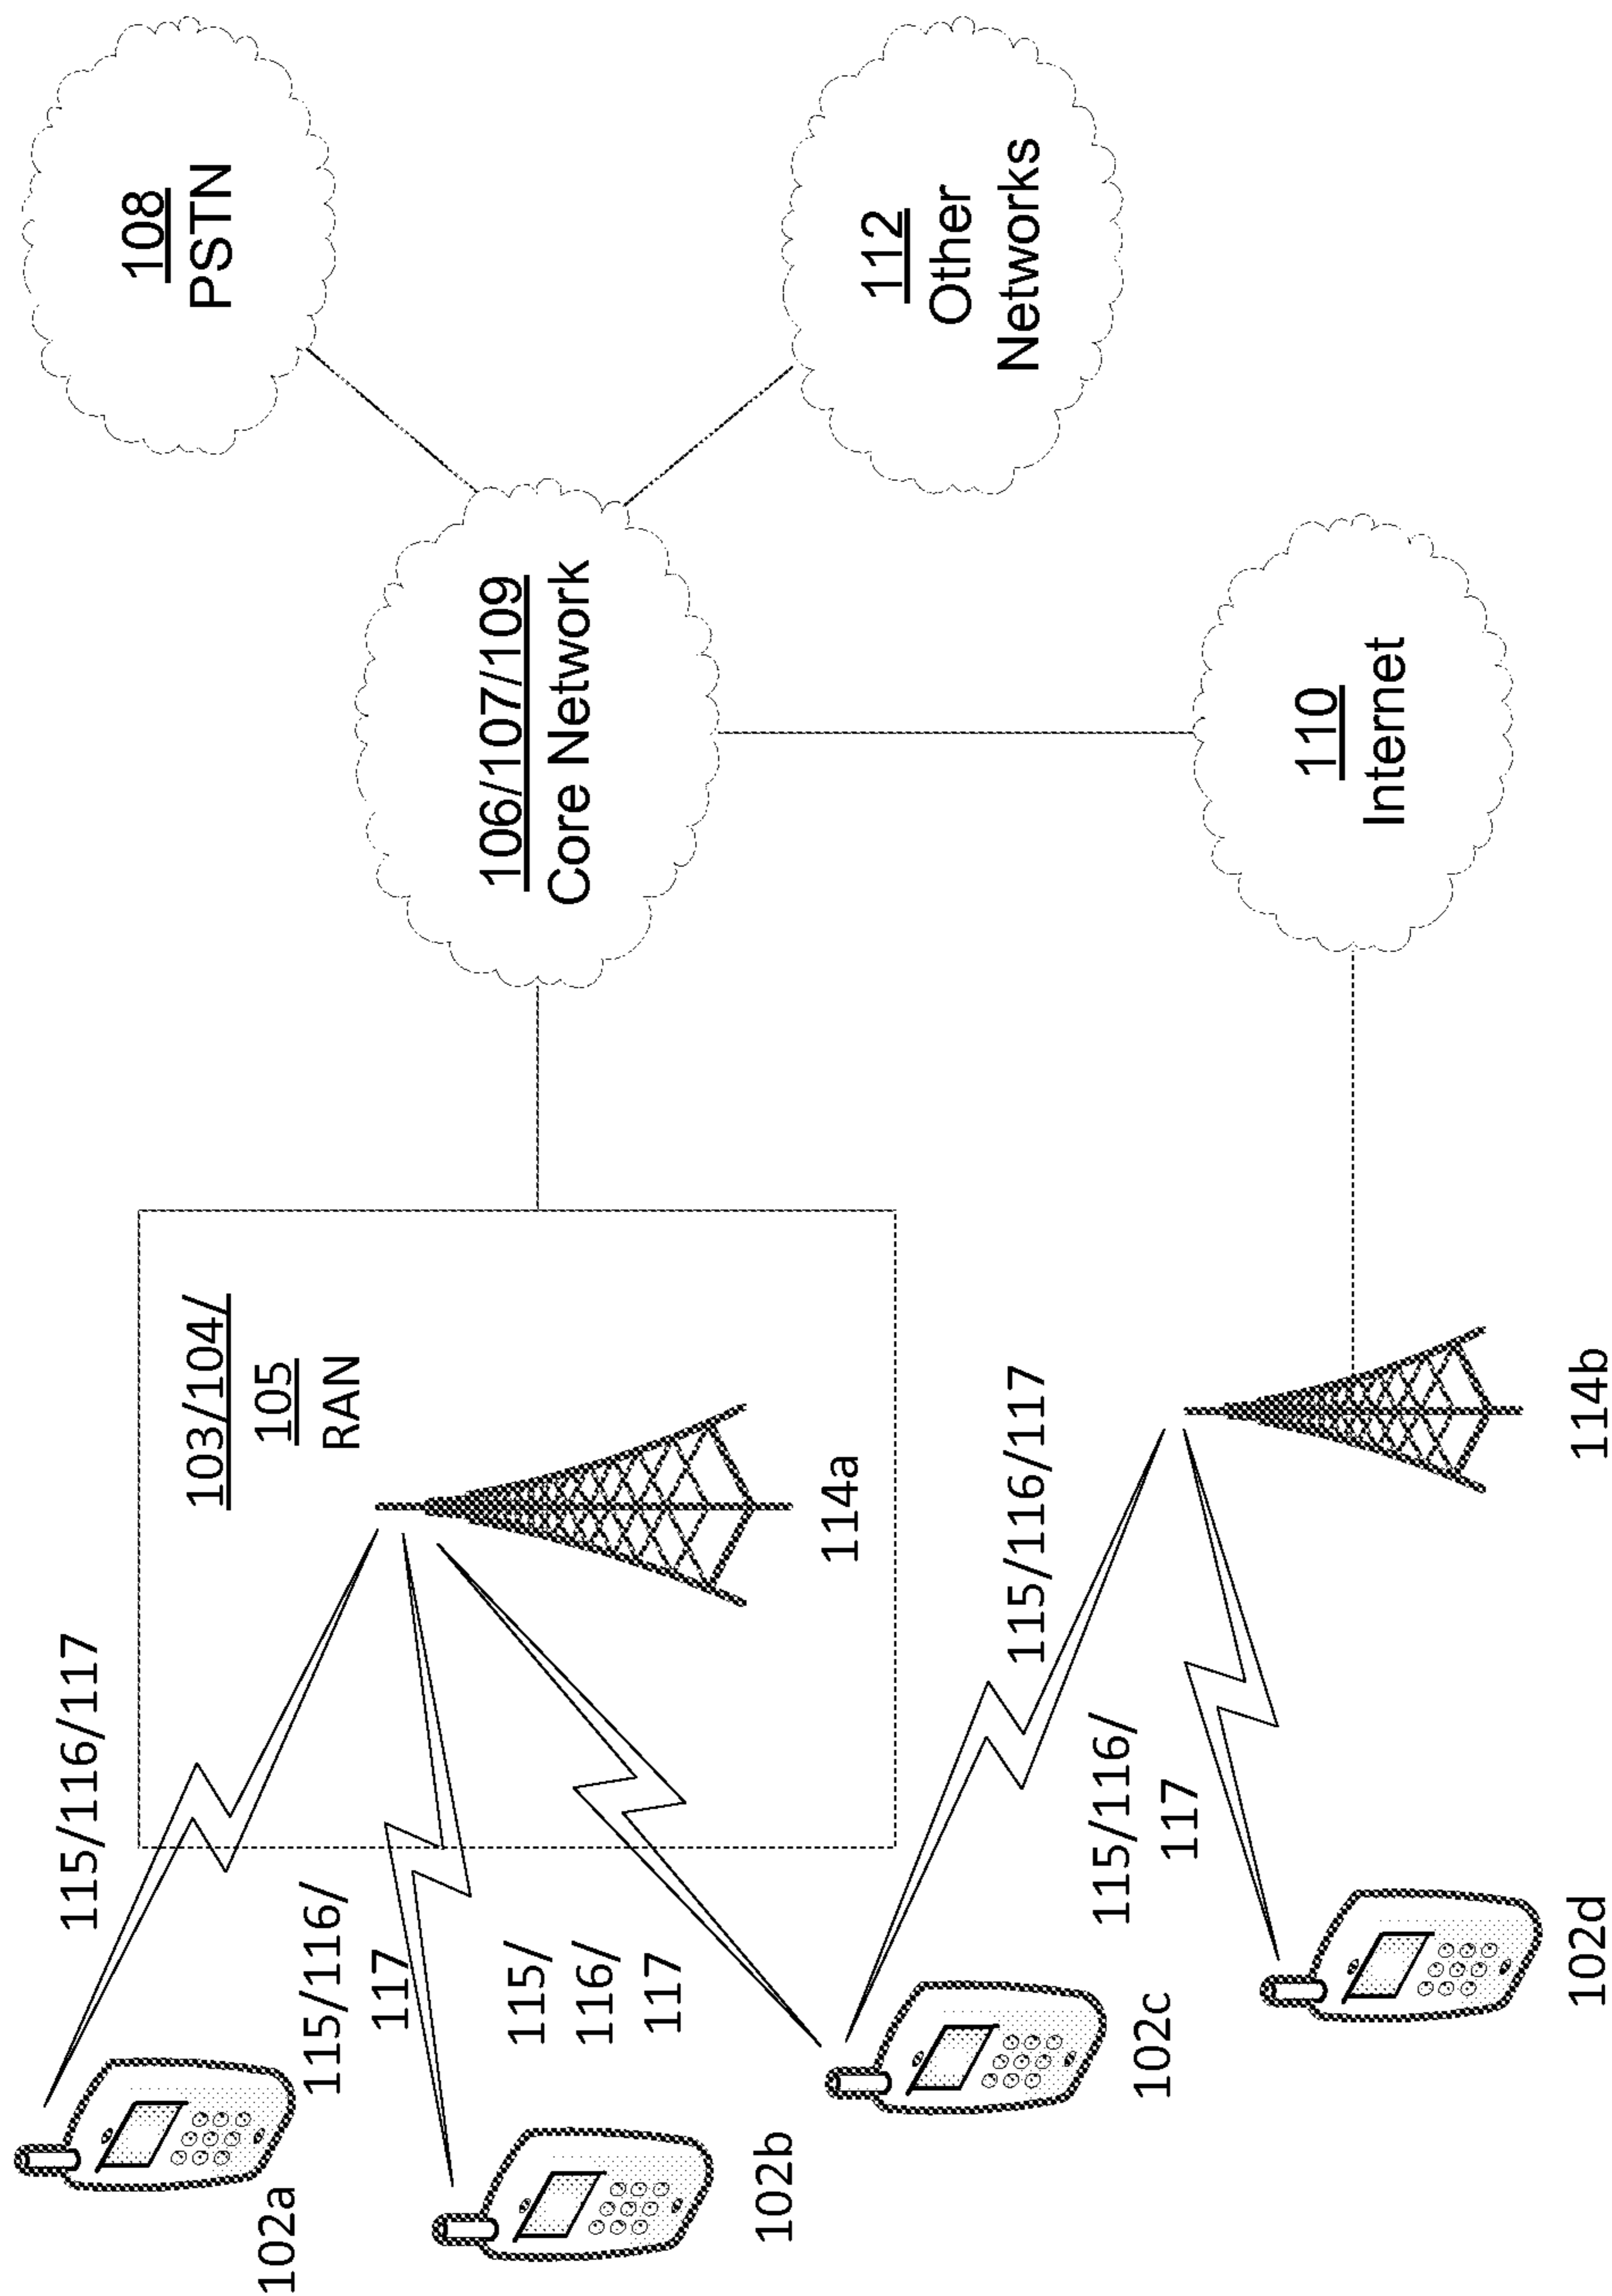 102a
115/116/117
103/104/
105
RAN
108
PSTN
115/116/
117
102b
115/
116/
117
114a
106/107/109
Core Network
112
Other
Networks
102c
115/116/117
115/116/
117
102d
114b
110
Internet